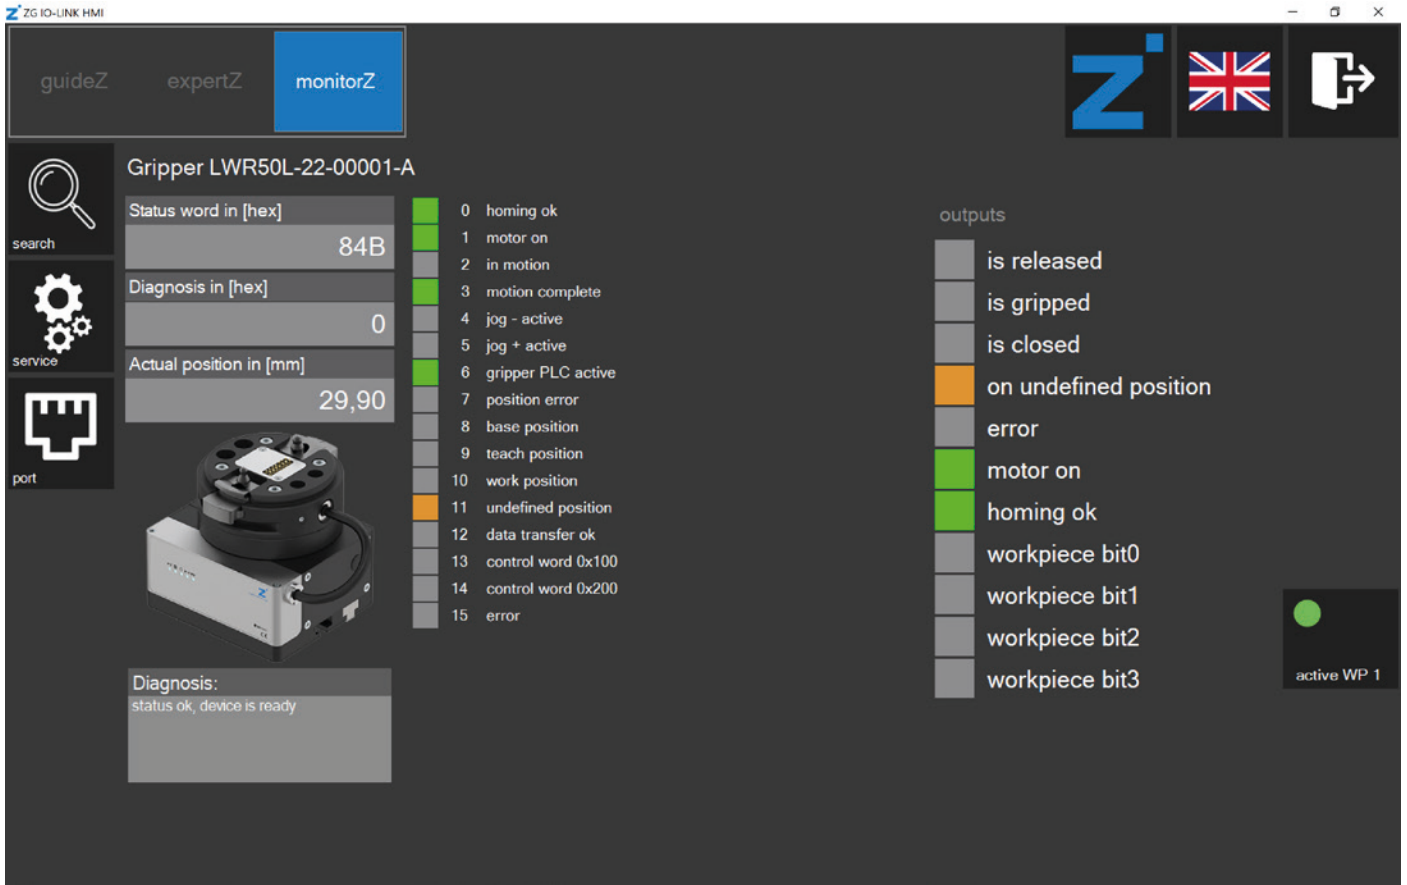 ZG IO-LINK HMI
guideZ expertZ monitorZ
search
service
port
Gripper LWR50L-22-00001-A
Status word in [hex]
84B
Diagnosis in [hex]
0
Actual position in [mm]
29,90
Diagnosis:
status ok, device is ready
0 homing ok
1 motor on
2 in motion
3 motion complete
4 jog - active
5 jog + active
6 gripper PLC active
7 position error
8 base position
9 teach position
10 work position
11 undefined position
12 data transfer ok
13 control word 0x100
14 control word 0x200
15 error
outputs
is released
is gripped
is closed
on undefined position
error
motor on
homing ok
workpiece bit0
workpiece bit1
workpiece bit2
workpiece bit3
active WP 1